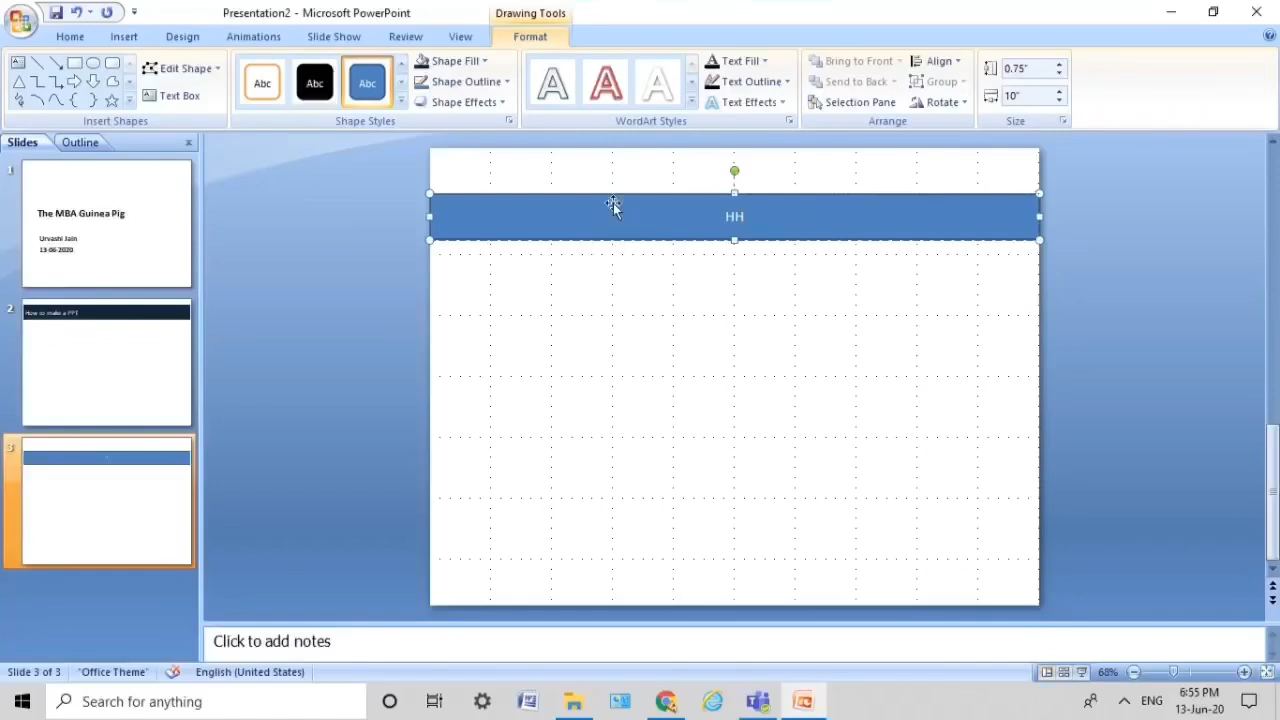 Presentation2 - Microsoft PowerPoint
Drawing Tools
Home
Insert
Design
Animations
Slide Show
Review
View
Format
Abc
Abc
Abc
Edit Shape
Text Box
Insert Shapes
Shape Fill
Shape Outline
Shape Effects
Shape Styles
A
A
A
Text Fill
Text Outline
Text Effects
WordArt Styles
Bring to Front
Send to Back
Selection Pane
Align
Group
Rotate
Arrange
0.75"
10"
Size
Slides
Outline
1
The MBA Guinea Pig
Urvashi Jain
13-06-2020
2
How to make a PPT
3
HH
Click to add notes
Slide 3 of 3
"Office Theme"
English (United States)
68%
Search for anything
ENG
6:55 PM
13-Jun-20